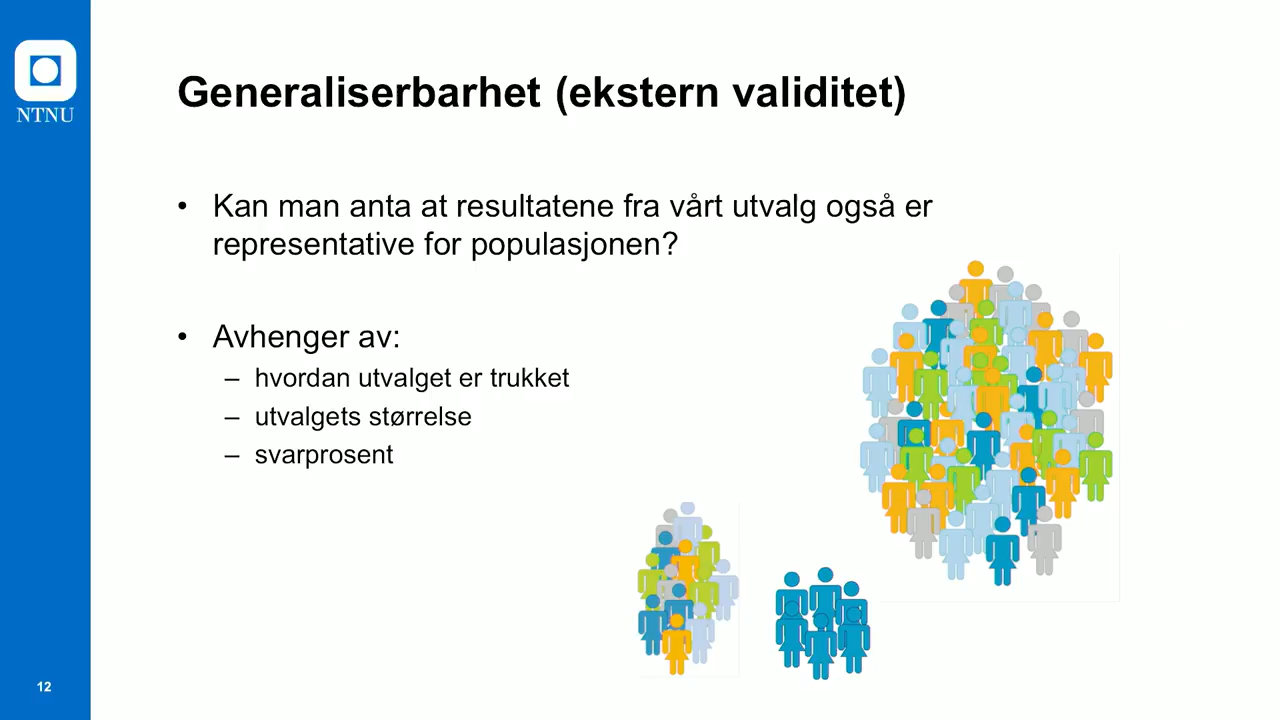 NTNU
Generaliserbarhet (ekstern validitet)
• Kan man anta at resultatene fra vårt utvalg også er
representative for populasjonen?
• Avhenger av:
– hvordan utvalget er trukket
– utvalgets størrelse
– svarprosent
12